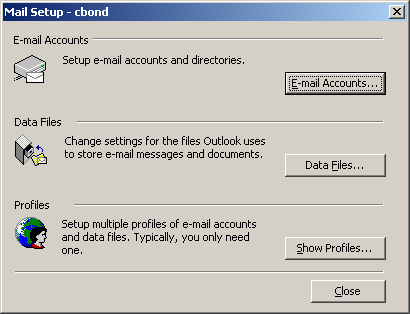 Mail Setup - cbond
E-mail Accounts
Setup e-mail accounts and directories.
E-mail Accounts...
Data Files
Change settings for the files Outlook uses
to store e-mail messages and documents.
Data Files...
Profiles
Setup multiple profiles of e-mail accounts
and data files. Typically, you only need
one.
Show Profiles...
Close